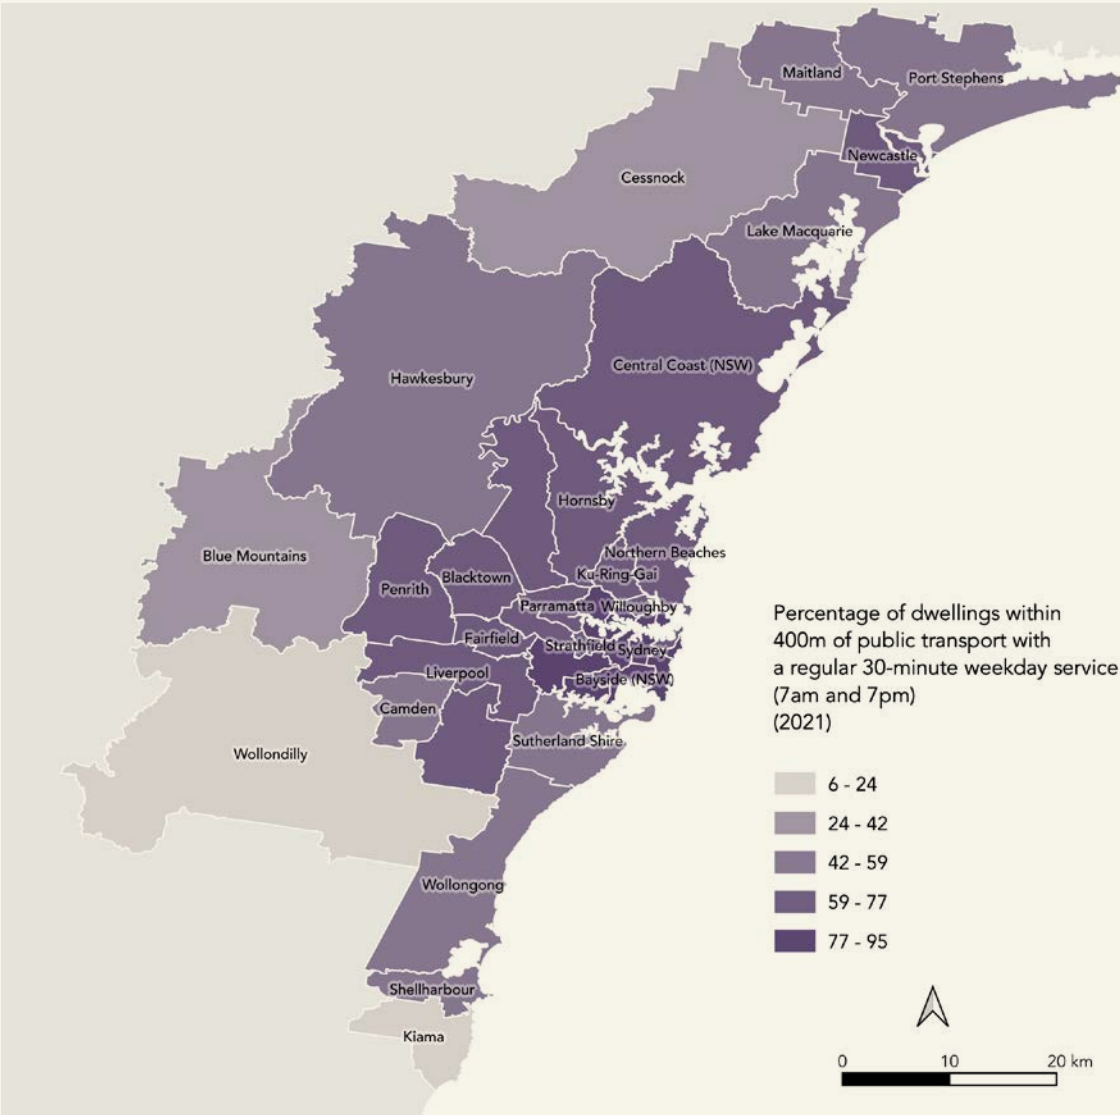 Maitland
Port Stephens
Newcastle
Cessnock
Lake Macquarie
Central Coast (NSW)
Hawkesbury
Hornsby
Northern Beaches
Blue Mountains
Ku-Ring-Gai
Blacktown
Penrith
Parramatta
Willoughby
Fairfield
Strathfield
Sydney
Liverpool
Bayside (NSW)
Camden
Sutherland Shire
Wollondilly
Wollongong
Shellharbour
Kiama
Percentage of dwellings within
400m of public transport with
a regular 30-minute weekday service
(7am and 7pm)
(2021)
6 - 24
24 - 42
42 - 59
59 - 77
77 - 95
0 10 20 km